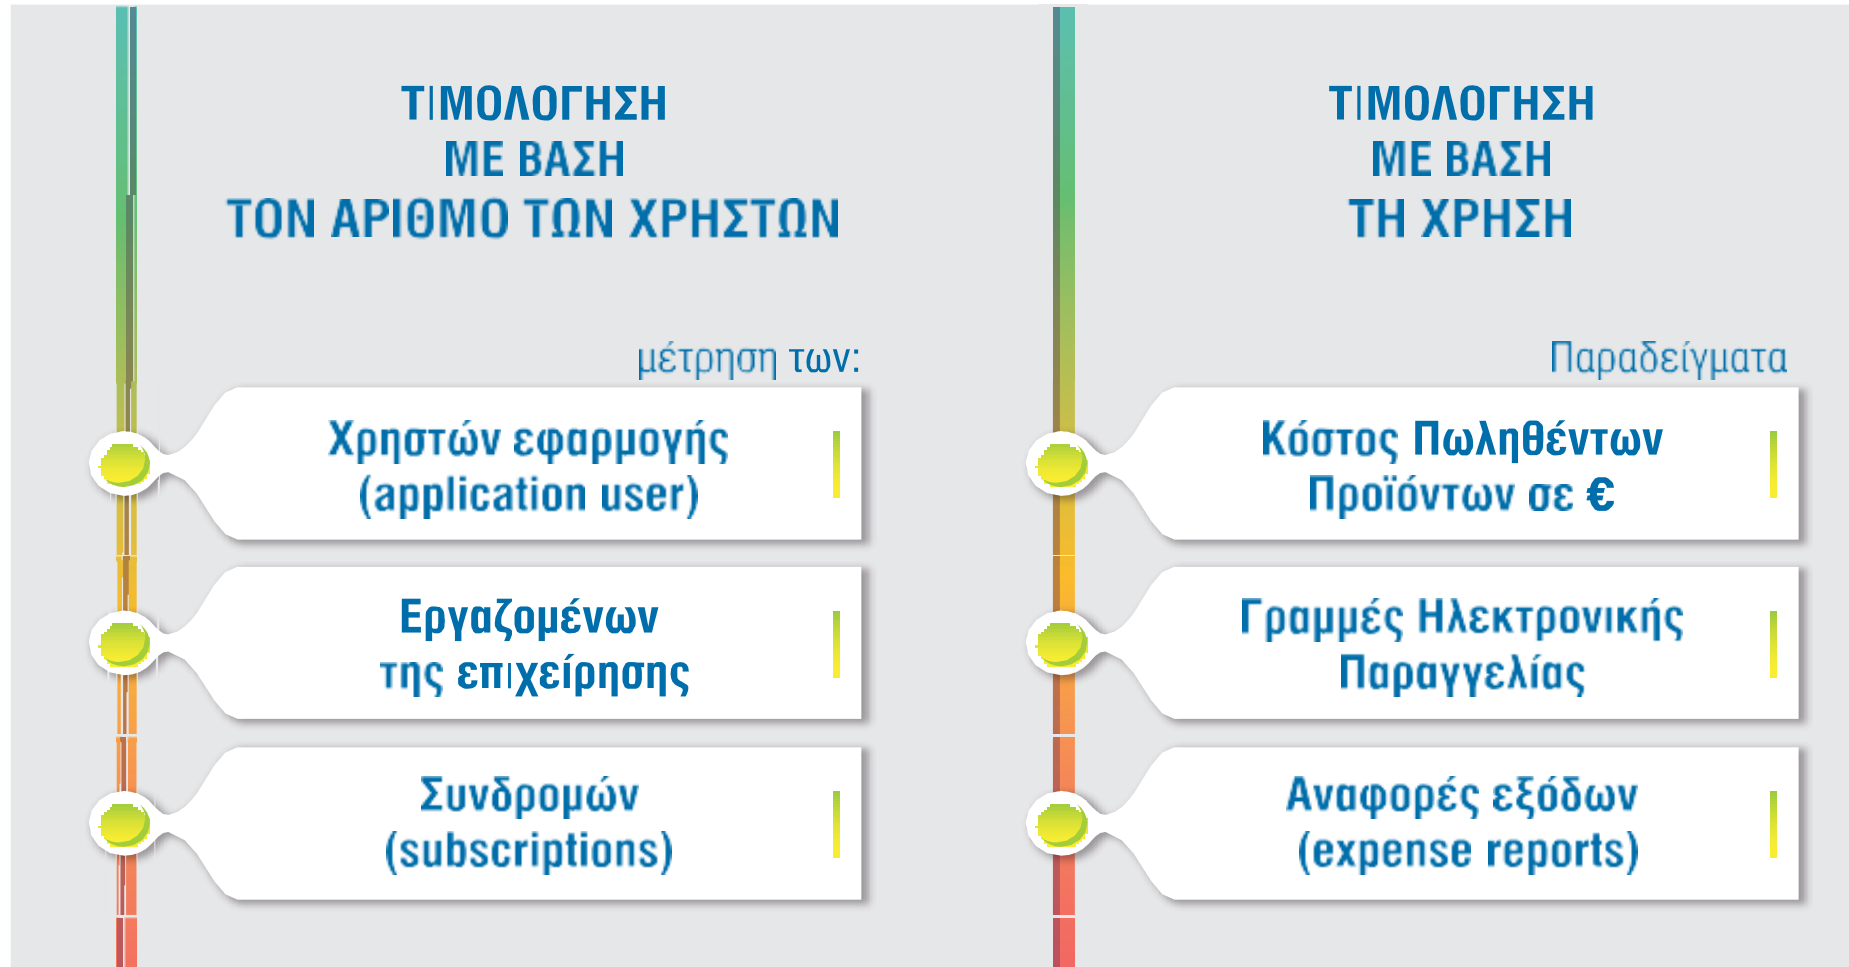 ΤΙΜΟΛΟΓΗΣΗ
ΜΕ ΒΑΣΗ
ΤΟΝ ΑΡΙΘΜΟ ΤΩΝ ΧΡΗΣΤΩΝ
μέτρηση των:
Χρηστών εφαρμογής
(application user)
Εργαζομένων
της επιχείρησης
Συνδρομών
(subscriptions)
ΤΙΜΟΛΟΓΗΣΗ
ΜΕ ΒΑΣΗ
ΤΗ ΧΡΗΣΗ
Παραδείγματα
Κόστος Πωληθέντων
Προϊόντων σε €
Γραμμές Ηλεκτρονικής
Παραγγελίας
Αναφορές εξόδων
(expense reports)